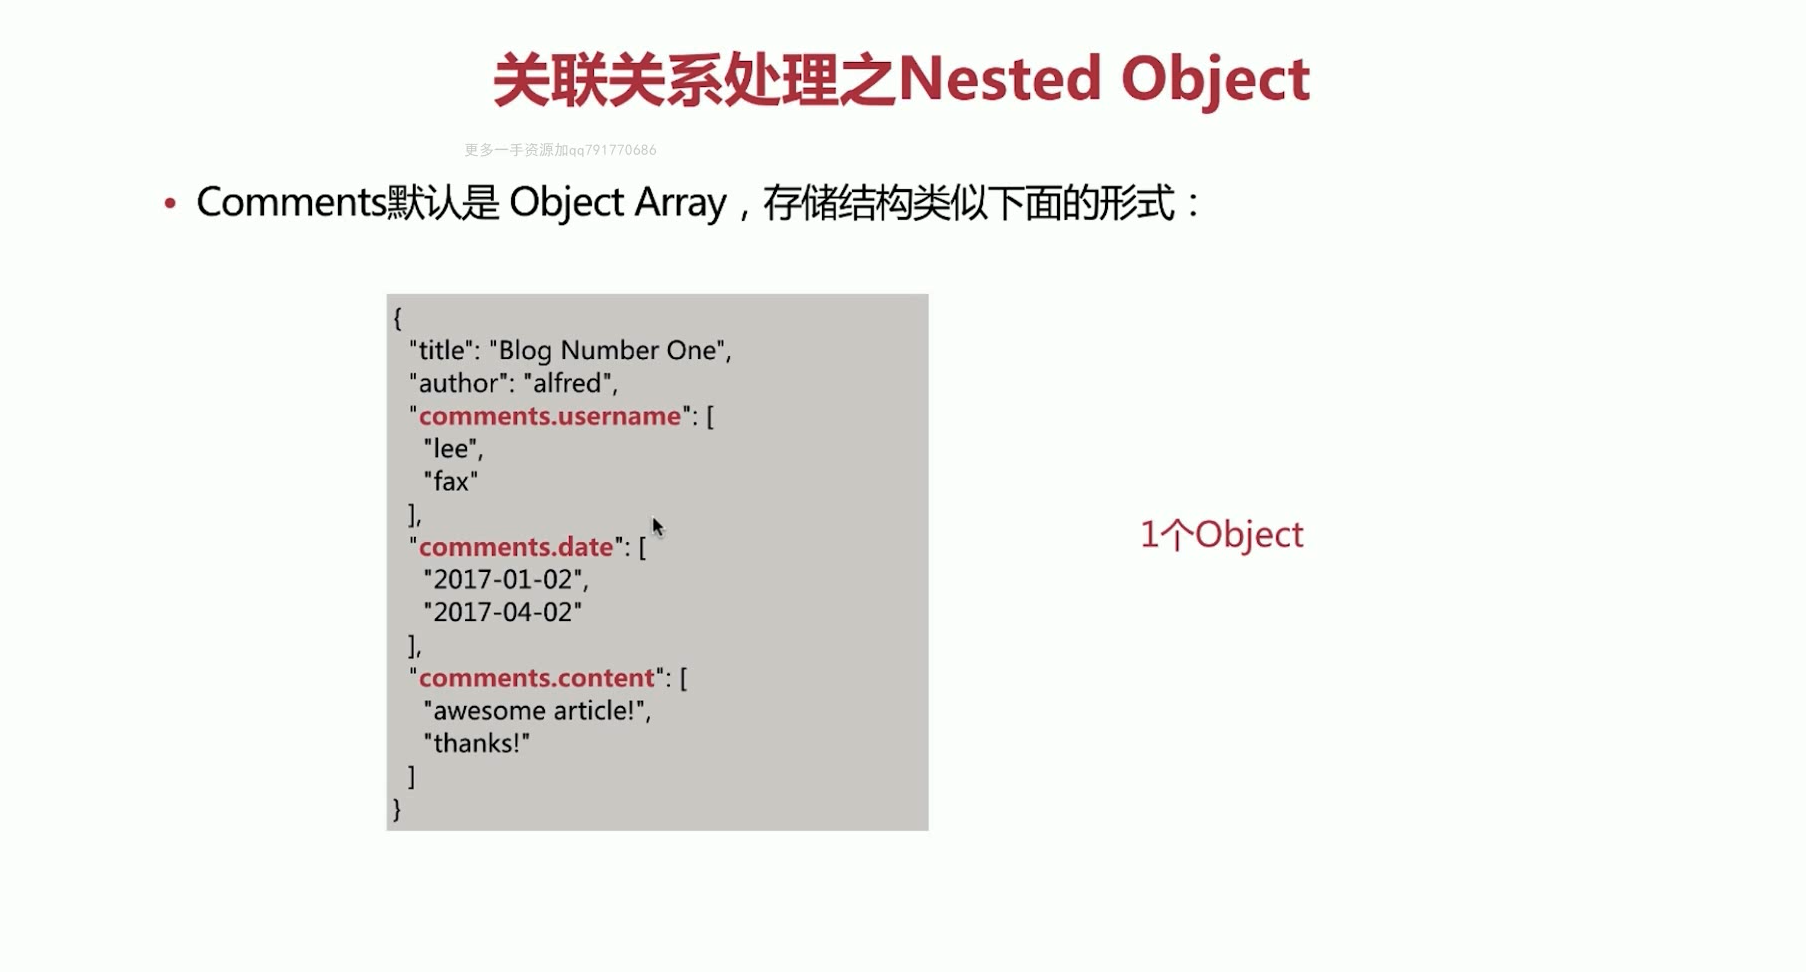 关联关系处理之Nested Object
更多一手资源加qq791770686
• Comments默认是 Object Array，存储结构类似下面的形式：
{
"title": "Blog Number One",
"author": "alfred",
"comments.username": [
"lee",
"fax"
],
"comments.date": [
"2017-01-02",
"2017-04-02"
],
"comments.content": [
"awesome article!",
"thanks!"
]
}
1个Object